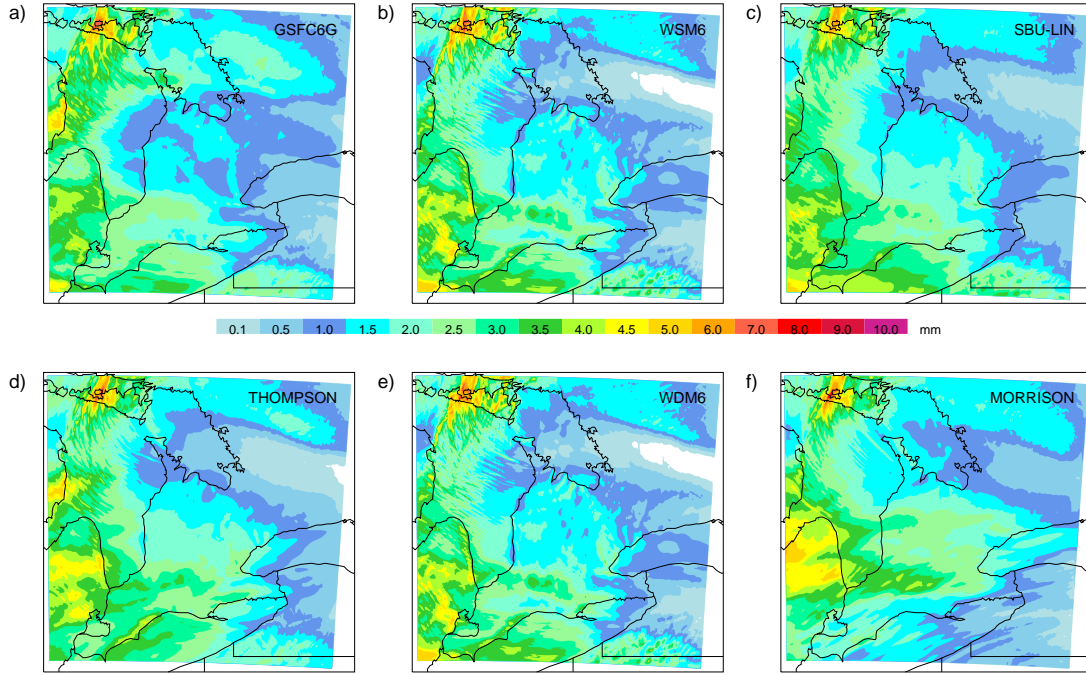 a)
GSFC6G
b)
WSM6
c)
SBU-LIN
0.1 0.5 1.0 1.5 2.0 2.5 3.0 3.5 4.0 4.5 5.0 6.0 7.0 8.0 9.0 10.0 mm
d)
THOMPSON
e)
WDM6
f)
MORRISON